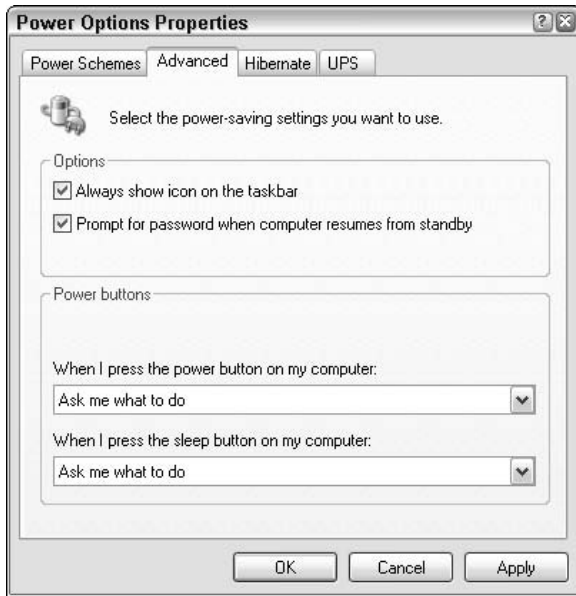 Power Options Properties
Power Schemes Advanced Hibernate UPS
Select the power-saving settings you want to use.
Options
Always show icon on the taskbar
Prompt for password when computer resumes from standby
Power buttons
When I press the power button on my computer:
Ask me what to do
When I press the sleep button on my computer:
Ask me what to do
OK Cancel Apply